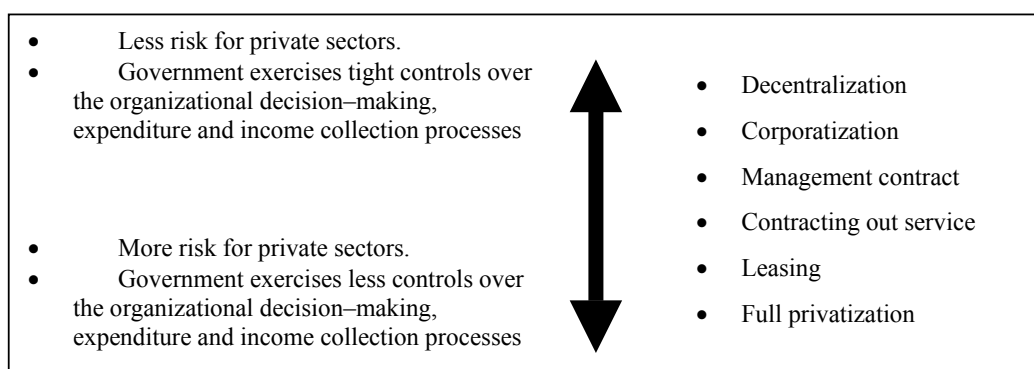 • Less risk for private sectors.
• Government exercises tight controls over
the organizational decision–making,
expenditure and income collection processes
• More risk for private sectors.
• Government exercises less controls over
the organizational decision–making,
expenditure and income collection processes
• Decentralization
• Corporatization
• Management contract
• Contracting out service
• Leasing
• Full privatization